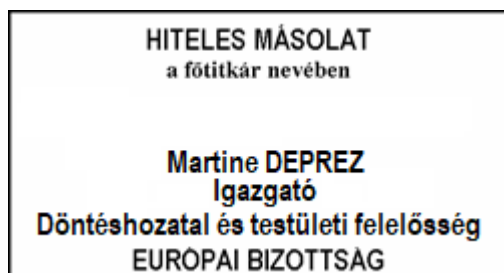 HITELES MÁSOLAT
a főtitkár nevében
Martine DEPREZ
Igazgató
Döntéshozatal és testületi felelősség
EURÓPAI BIZOTTSÁG